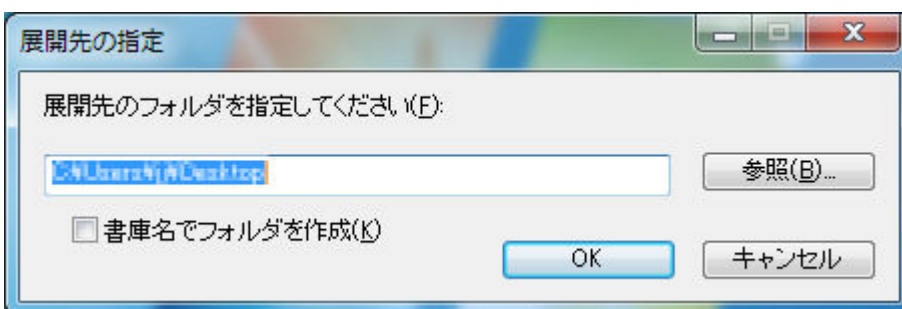 展開先の指定
展開先のフォルダを指定してください(F):
参照(B)...
書庫名でフォルダを作成(K)
OK
キャンセル